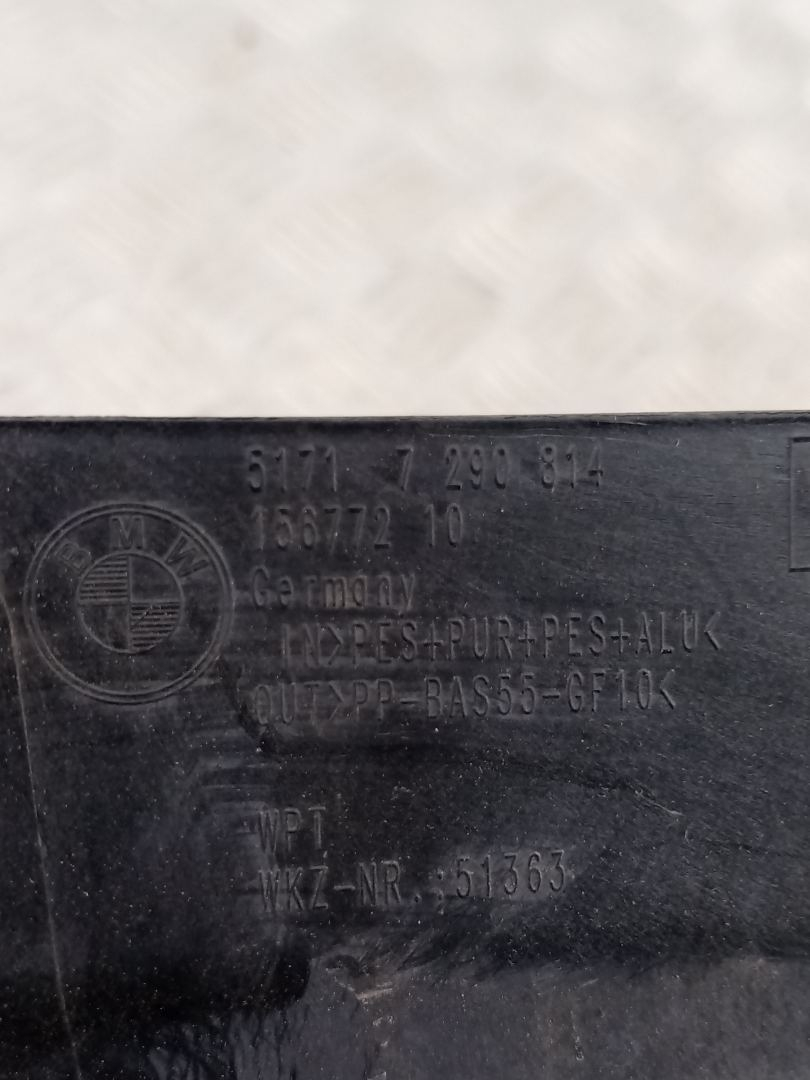 BMW
5171 7 290 814
156772 10
Germany
IN>PES+PUR+PES+ALU<
OUT>PP-BAS55-GF10<
WPT
WKZ-NR.:51363